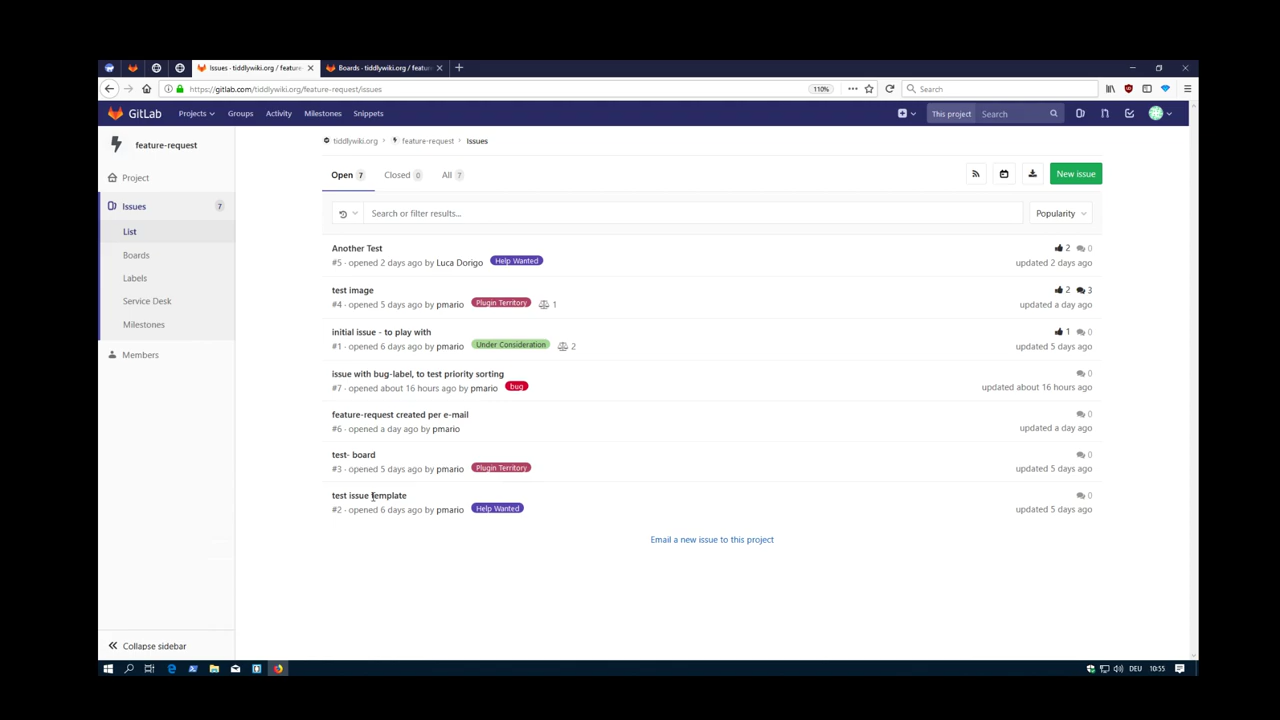 Issues · tiddlywiki.org / feature-
Boards · tiddlywiki.org / featur
https://gitlab.com/tiddlywiki.org/feature-request/issues
110%
Search
GitLab
Projects
Groups
Activity
Milestones
Snippets
This project
Search
feature-request
Project
Issues
7
List
Boards
Labels
Service Desk
Milestones
Members
Collapse sidebar
tiddlywiki.org
feature-request
Issues
Open 7
Closed 0
All 7
New issue
Search or filter results...
Popularity
Another Test
2 0
#5 · opened 2 days ago by Luca Dorigo Help Wanted
updated 2 days ago
test image
2 3
#4 · opened 5 days ago by pmario Plugin Territory 1
updated a day ago
initial issue - to play with
1 0
#1 · opened 6 days ago by pmario Under Consideration 2
updated 5 days ago
issue with bug-label, to test priority sorting
0
#7 · opened about 16 hours ago by pmario bug
updated about 16 hours ago
feature-request created per e-mail
0
#6 · opened a day ago by pmario
updated a day ago
test- board
0
#3 · opened 5 days ago by pmario Plugin Territory
updated 5 days ago
test issue template
0
#2 · opened 6 days ago by pmario Help Wanted
updated 5 days ago
Email a new issue to this project
DEU
10:55